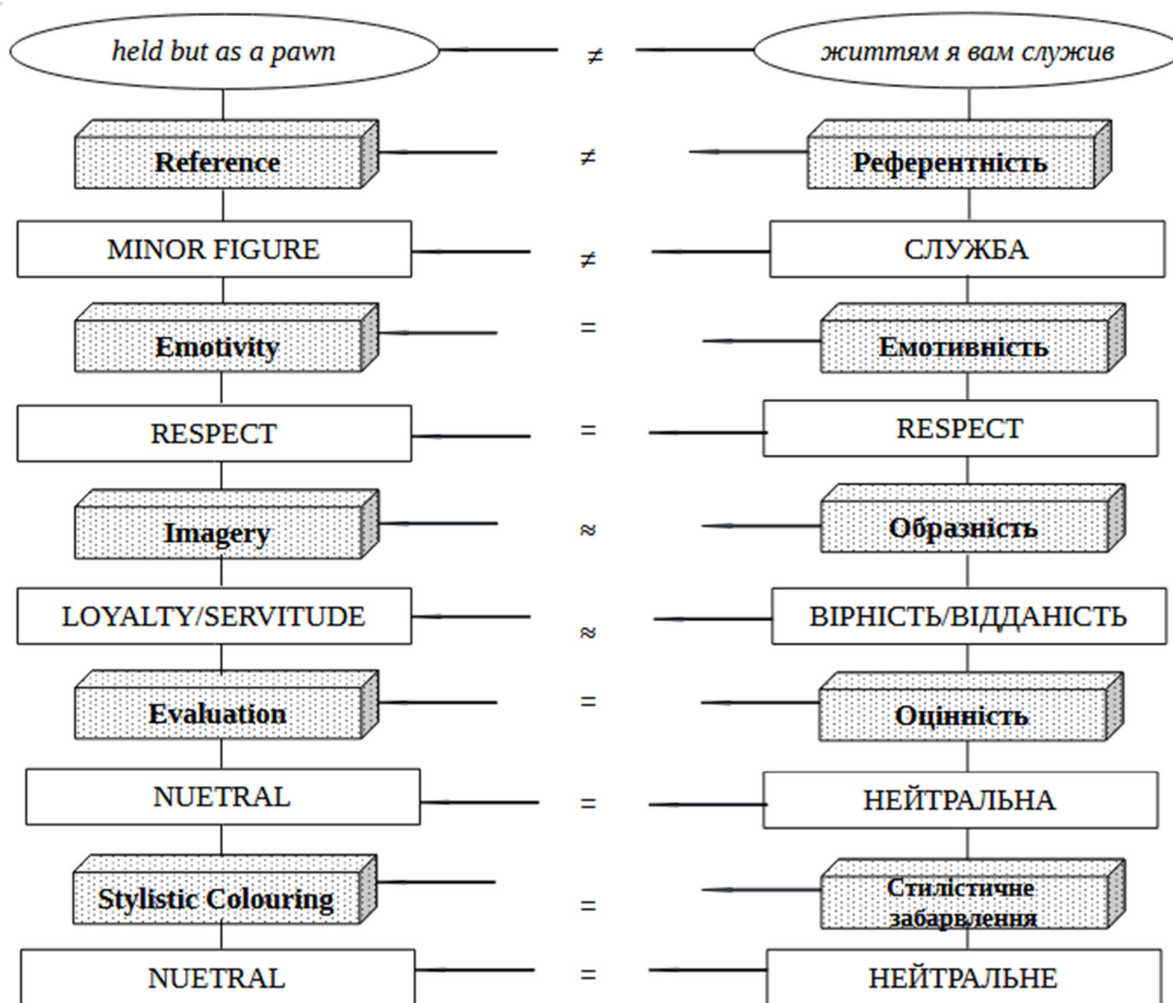 held but as a pawn ≠ життям я вам служив
Reference ≠ Референтність
MINOR FIGURE ≠ СЛУЖБА
Emotivity = Емотивність
RESPECT = RESPECT
Imagery ≈ Образність
LOYALTY/SERVITUDE ≈ ВІРНІСТЬ/ВІДДАНІСТЬ
Evaluation = Оцінність
NUETRAL = НЕЙТРАЛЬНА
Stylistic Colouring = Стилістичне
забарвлення
NUETRAL = НЕЙТРАЛЬНЕ